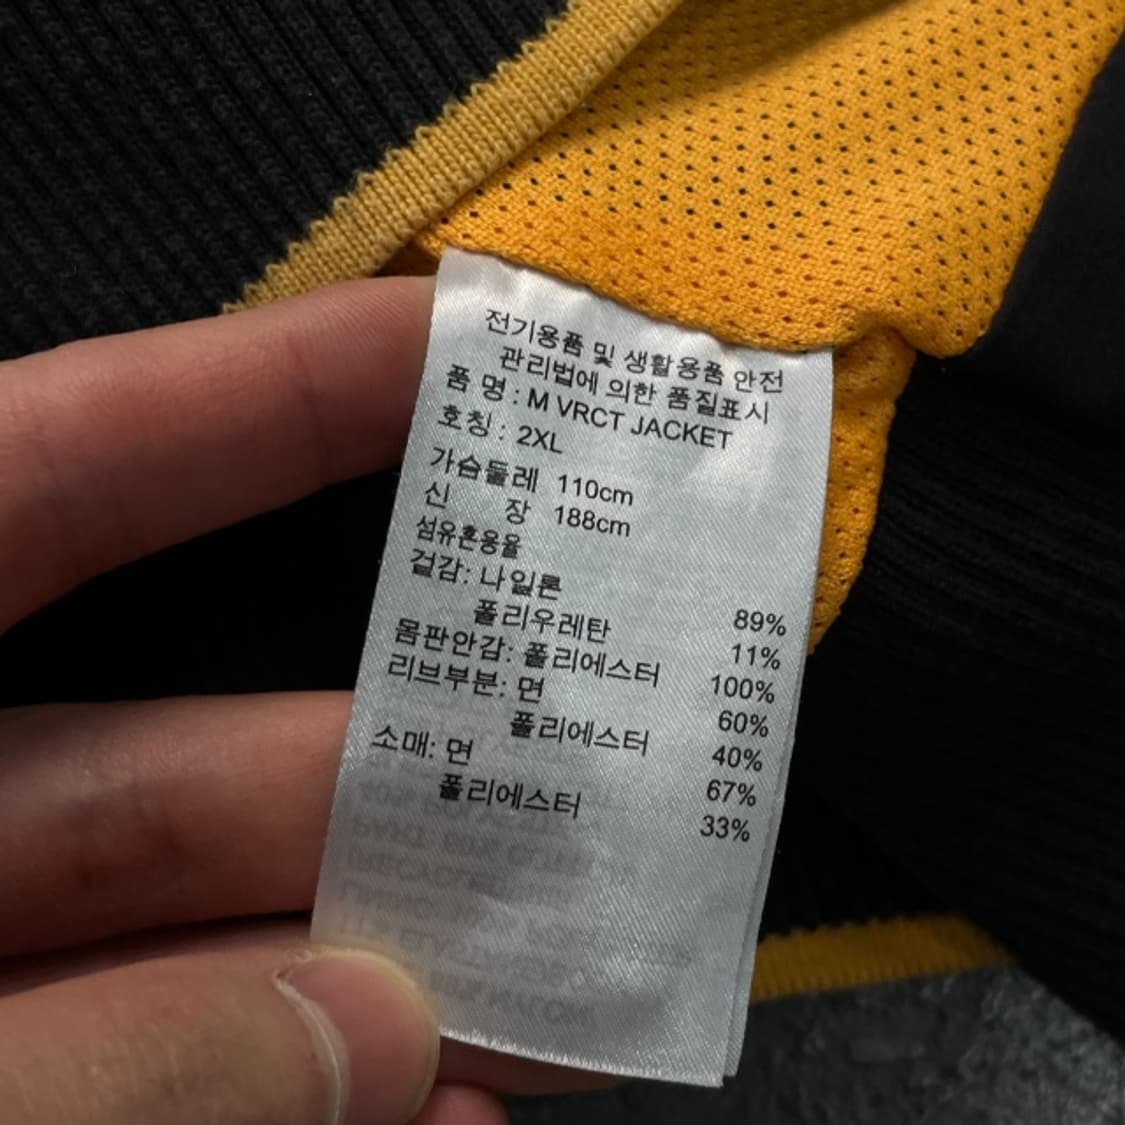 전기용품 및 생활용품 안전
관리법에 의한 품질표시
품 명 : M VRCT JACKET
호칭 : 2XL
가슴둘레 110cm
신 장 188cm
섬유혼용율
겉감: 나일론 89%
폴리우레탄 11%
몸판안감: 폴리에스터 100%
리브부분: 면 60%
폴리에스터 40%
소매: 면 67%
폴리에스터 33%